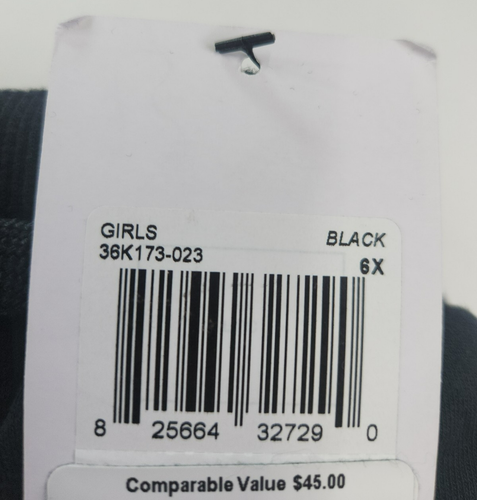 GIRLS BLACK
36K173-023 6X
8 25664 32729 0
Comparable Value $45.00